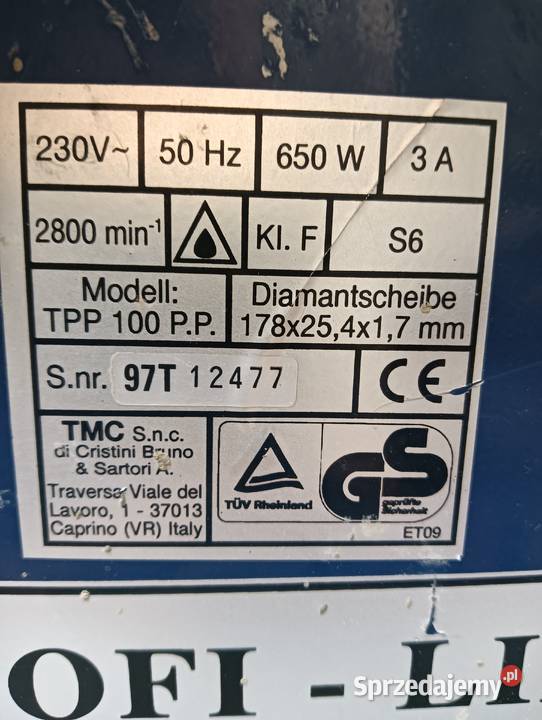 230V~ 50 Hz 650 W 3 A
2800 min⁻¹ Kl. F S6
Modell:
TPP 100 P.P.
Diamantscheibe
178x25,4x1,7 mm
S.nr. 97T 12477 CE
TMC S.n.c.
di Cristini Bruno
& Sartori A.
Traversa Viale del
Lavoro, 1 - 37013
Caprino (VR) Italy
TÜV Rheinland
GS
geprüfte
Sicherheit
ET09
OFI - LI
Sprzedajemy.pl